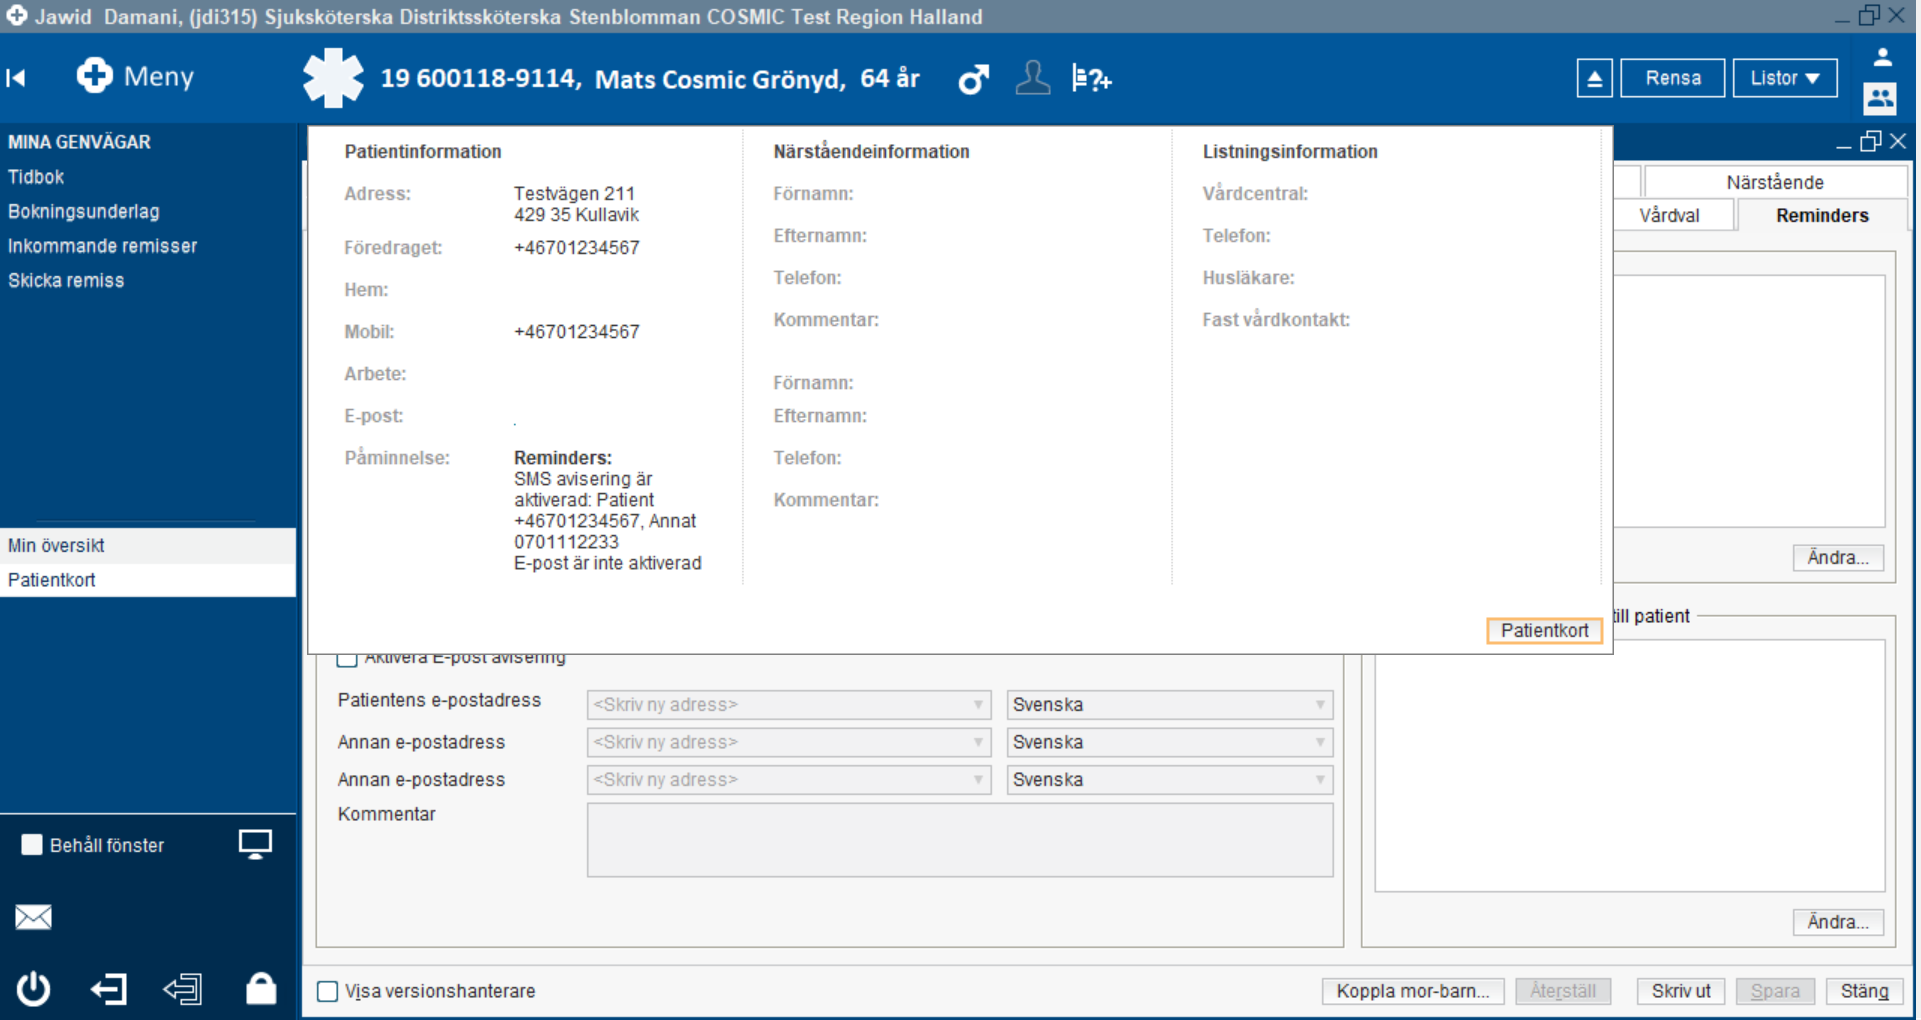 Jawid Damani, (jdi315) Sjuksköterska Distriktssköterska Stenblomman COSMIC Test Region Halland
Meny
19 600118-9114, Mats Cosmic Grönyd, 64 år
?+
Rensa
Listor
MINA GENVÄGAR
Tidbok
Bokningsunderlag
Inkommande remisser
Skicka remiss
Min översikt
Patientkort
Behåll fönster
Patientinformation
Adress: Testvägen 211
429 35 Kullavik
Föredraget: +46701234567
Hem:
Mobil: +46701234567
Arbete:
E-post:
Påminnelse: Reminders:
SMS avisering är
aktiverad: Patient
+46701234567, Annat
0701112233
E-post är inte aktiverad
Närståendeinformation
Förnamn:
Efternamn:
Telefon:
Kommentar:
Förnamn:
Efternamn:
Telefon:
Kommentar:
Listningsinformation
Vårdcentral:
Telefon:
Husläkare:
Fast vårdkontakt:
Patientkort
Närstående
Vårdval
Reminders
Ändra...
till patient
Aktivera E-post avisering
Patientens e-postadress <Skriv ny adress> Svenska
Annan e-postadress <Skriv ny adress> Svenska
Annan e-postadress <Skriv ny adress> Svenska
Kommentar
Ändra...
Visa versionshanterare
Koppla mor-barn... Återställ Skriv ut Spara Stäng